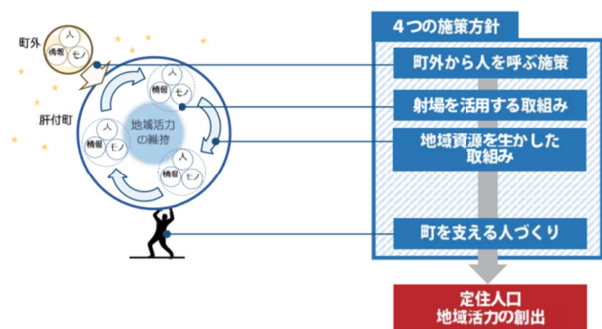 町外
人
情報 モノ
肝付町
人
情報 モノ
人
情報 モノ
人
情報 モノ
地域活力
の維持
4つの施策方針
町外から人を呼ぶ施策
射場を活用する取組み
地域資源を生かした
取組み
町を支える人づくり
定住人口
地域活力の創出